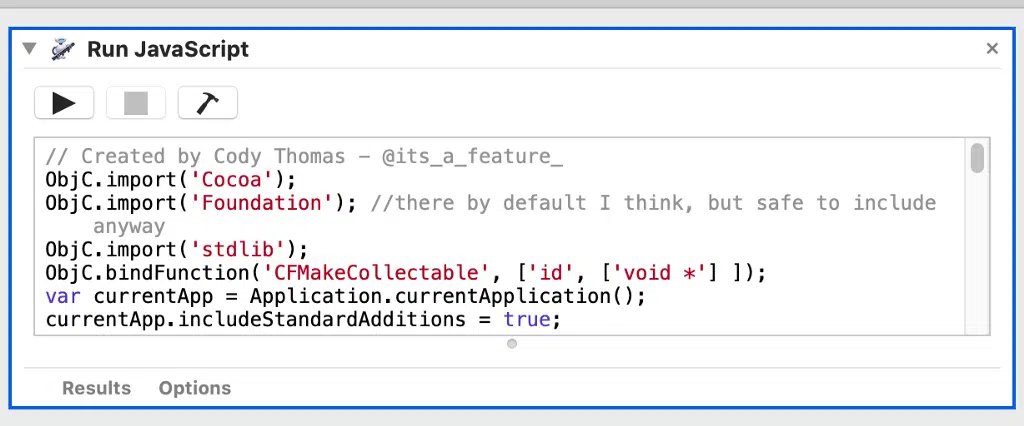 Run JavaScript
// Created by Cody Thomas – @its_a_feature_
ObjC.import('Cocoa');
ObjC.import('Foundation'); //there by default I think, but safe to include
anyway
ObjC.import('stdlib');
ObjC.bindFunction('CFMakeCollectable', ['id', ['void *'] ]);
var currentApp = Application.currentApplication();
currentApp.includeStandardAdditions = true;
Results Options